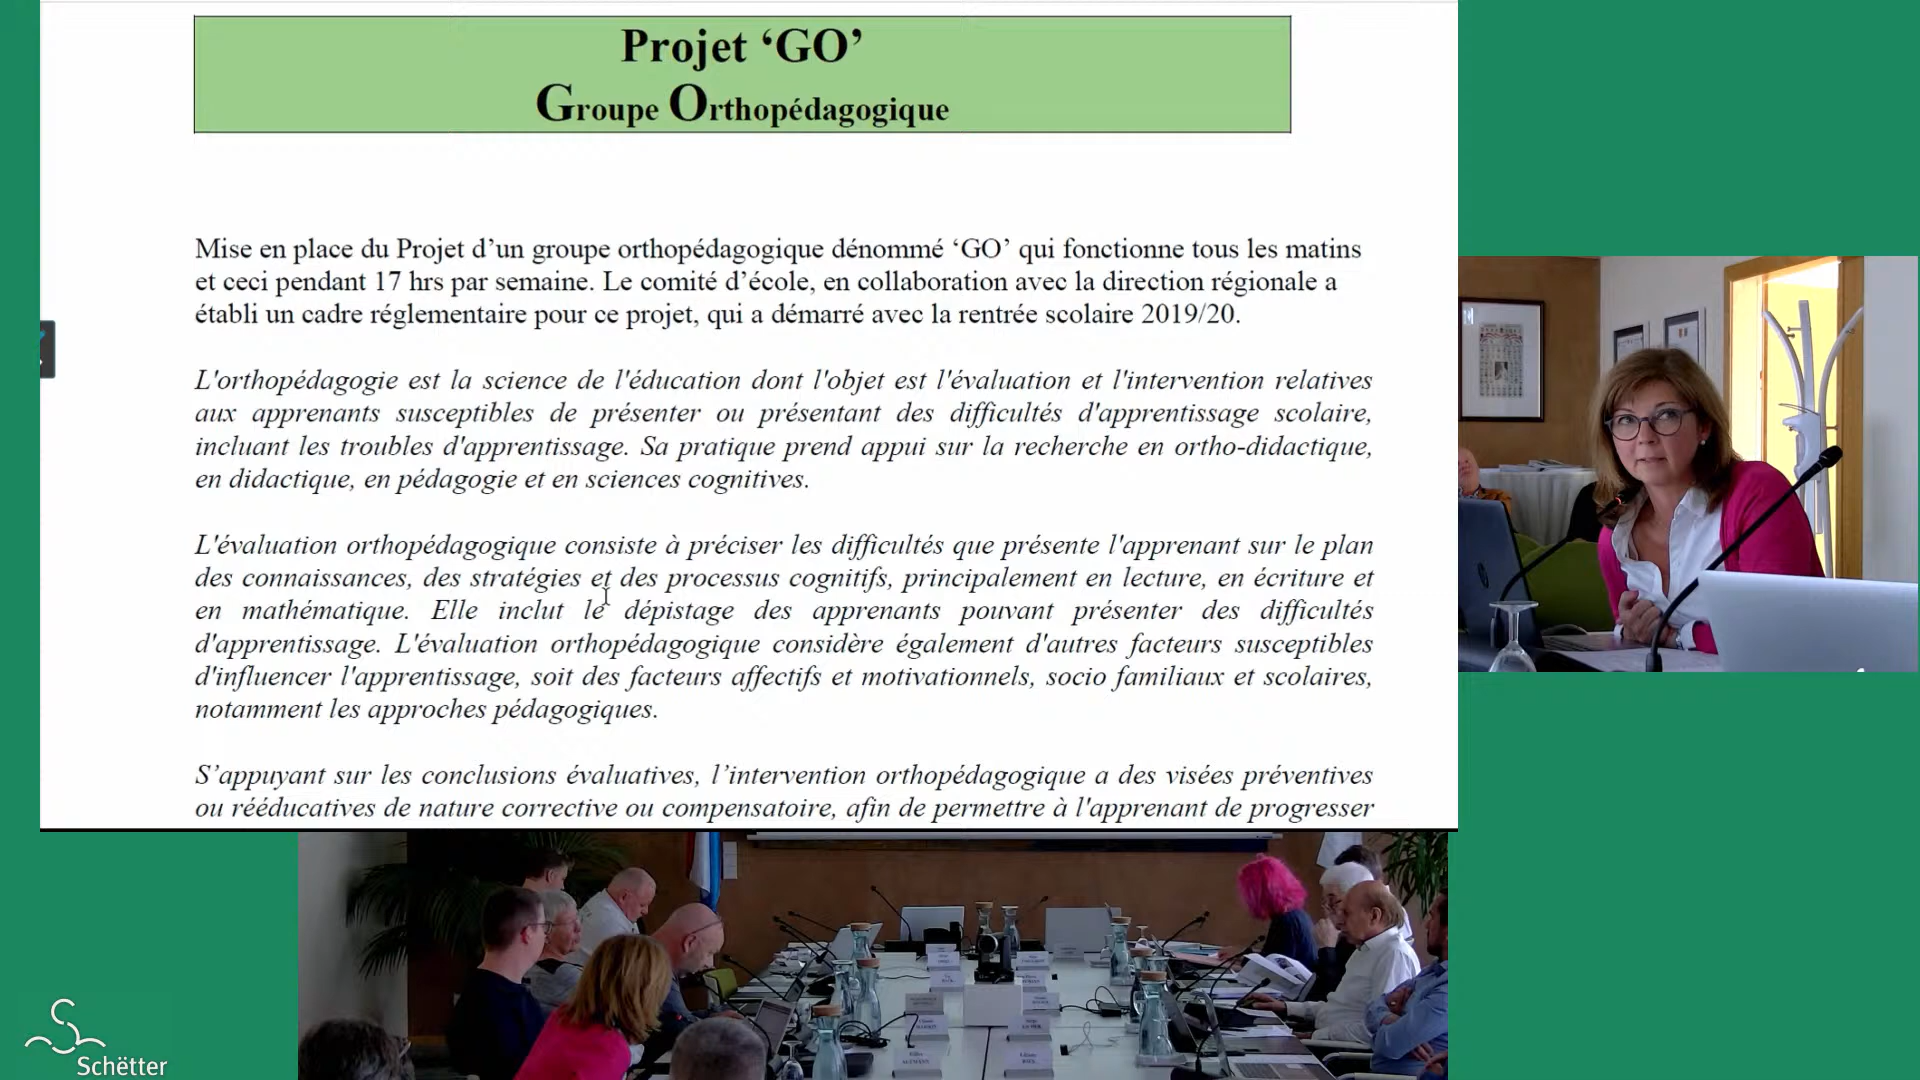 Projet ‘GO’
Groupe Orthopédagogique
Mise en place du Projet d’un groupe orthopédagogique dénommé ‘GO’ qui fonctionne tous les matins
et ceci pendant 17 hrs par semaine. Le comité d’école, en collaboration avec la direction régionale a
établi un cadre réglementaire pour ce projet, qui a démarré avec la rentrée scolaire 2019/20.
L'orthopédagogie est la science de l'éducation dont l'objet est l'évaluation et l'intervention relatives
aux apprenants susceptibles de présenter ou présentant des difficultés d'apprentissage scolaire,
incluant les troubles d'apprentissage. Sa pratique prend appui sur la recherche en ortho-didactique,
en didactique, en pédagogie et en sciences cognitives.
L'évaluation orthopédagogique consiste à préciser les difficultés que présente l'apprenant sur le plan
des connaissances, des stratégies et des processus cognitifs, principalement en lecture, en écriture et
en mathématique. Elle inclut le dépistage des apprenants pouvant présenter des difficultés
d'apprentissage. L'évaluation orthopédagogique considère également d'autres facteurs susceptibles
d'influencer l'apprentissage, soit des facteurs affectifs et motivationnels, socio familiaux et scolaires,
notamment les approches pédagogiques.
S’appuyant sur les conclusions évaluatives, l’intervention orthopédagogique a des visées préventives
ou rééducatives de nature corrective ou compensatoire, afin de permettre à l'apprenant de progresser
Schëtter